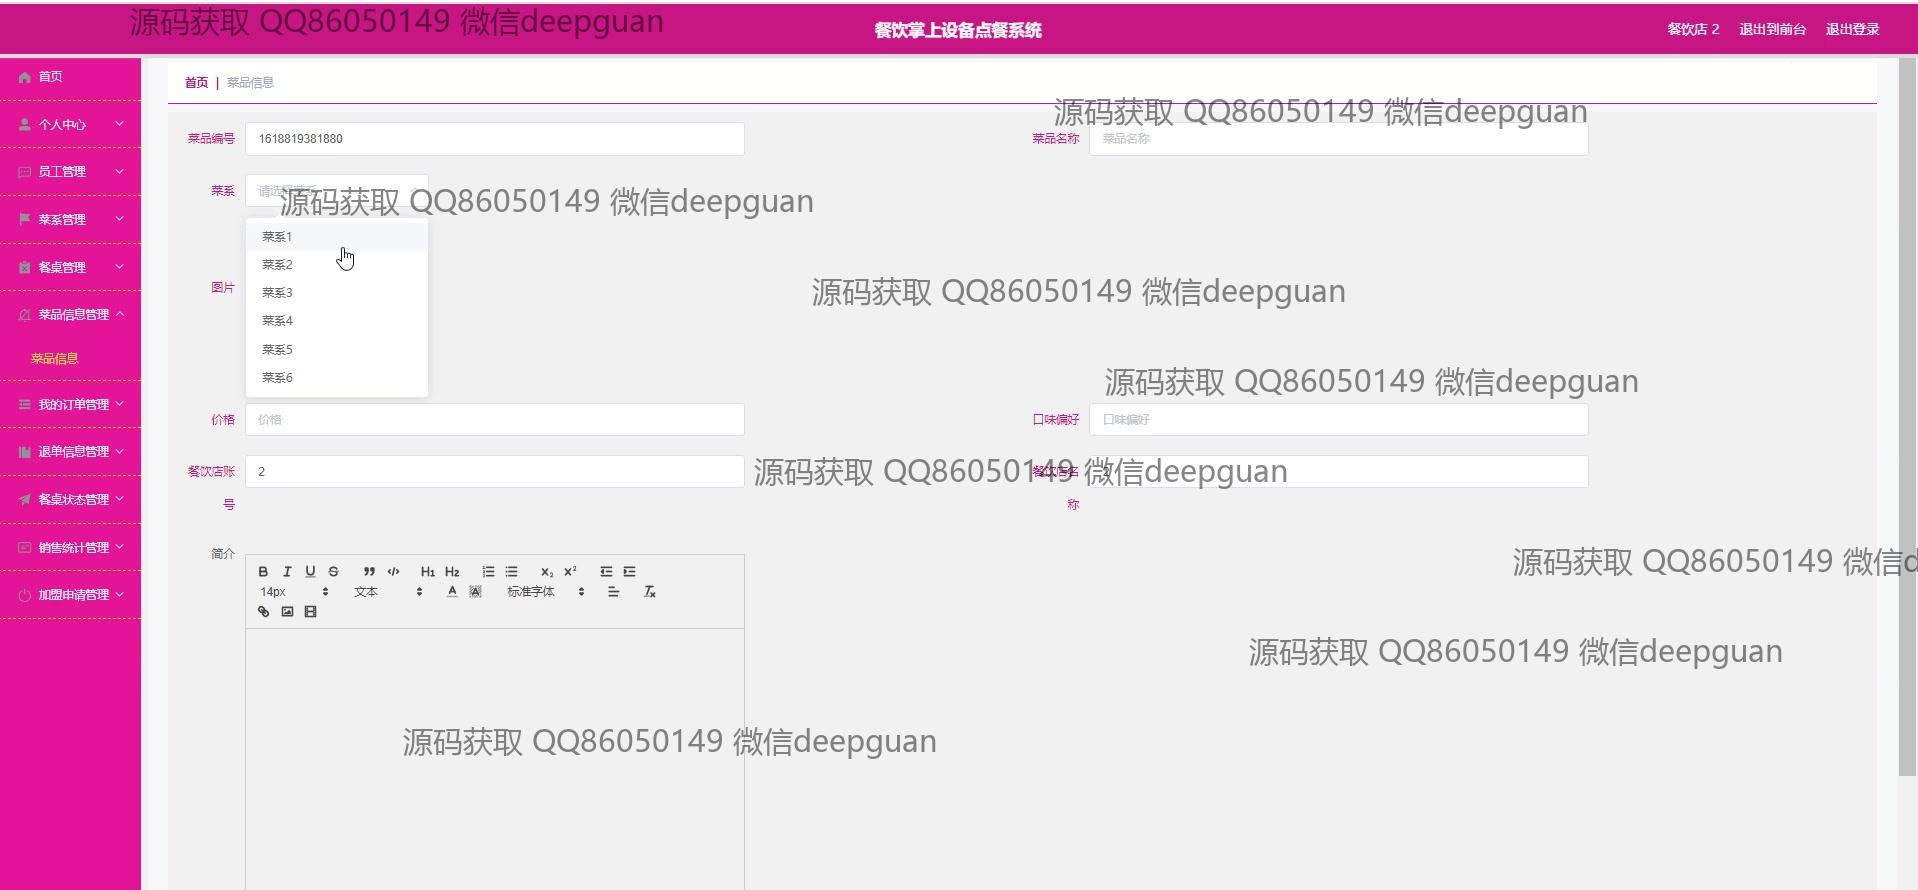 源码获取 QQ86050149 微信deepguan
餐饮掌上设备点餐系统
餐饮店 2
退出到前台
退出登录
首页
个人中心
员工管理
菜系管理
餐桌管理
菜品信息管理
菜品信息
我的订单管理
退单信息管理
餐桌状态管理
销售统计管理
加盟申请管理
首页 | 菜品信息
源码获取 QQ86050149 微信deepguan
菜品编号 1618819381880
菜品名称 菜品名称
菜系 请选择菜系
源码获取 QQ86050149 微信deepguan
菜系1
菜系2
菜系3
菜系4
菜系5
菜系6
图片
源码获取 QQ86050149 微信deepguan
源码获取 QQ86050149 微信deepguan
价格 价格
口味偏好 口味偏好
餐饮店账号 2
源码获取 QQ86050149 微信deepguan
餐饮店名称
简介
源码获取 QQ86050149 微信d
B I U S H1 H2 X2 X2
14px 文本 A A 标准字体
源码获取 QQ86050149 微信deepguan
源码获取 QQ86050149 微信deepguan